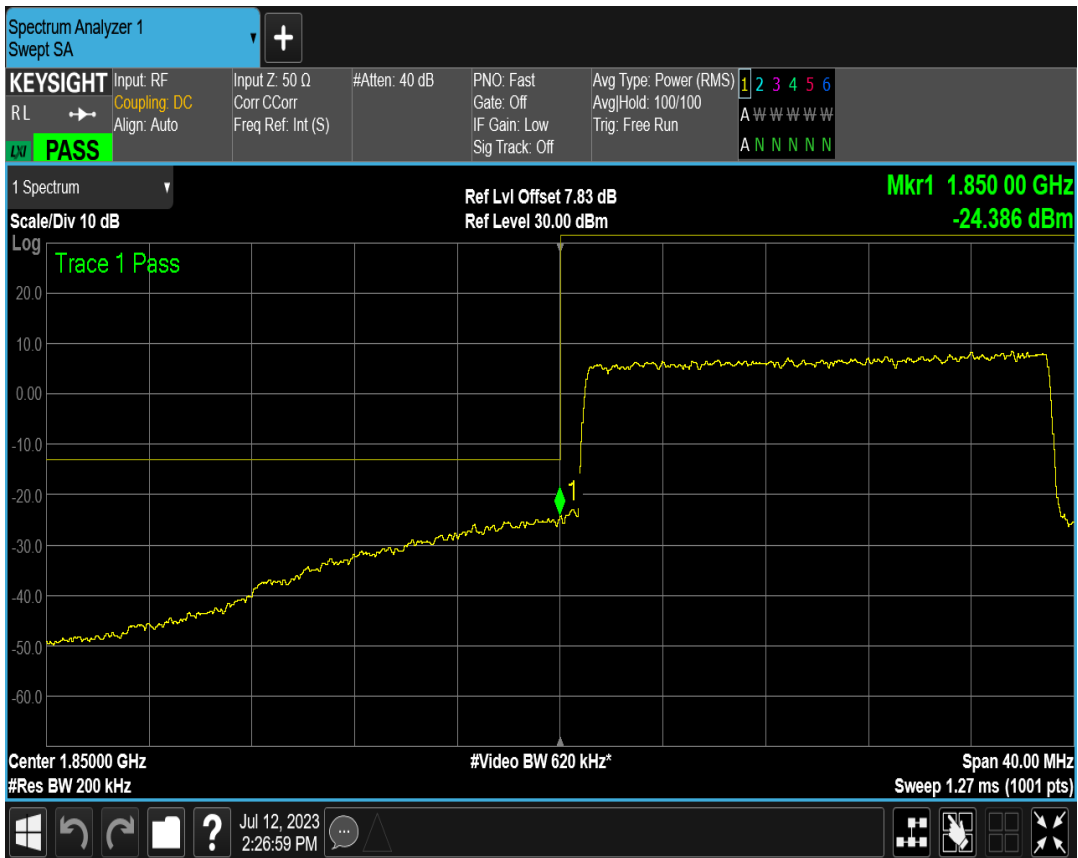 Spectrum Analyzer 1
Swept SA
+
KEYSIGHT
RL
LXI PASS
Input: RF
Coupling: DC
Align: Auto
Input Z: 50 Ω
Corr CCorr
Freq Ref: Int (S)
#Atten: 40 dB
PNO: Fast
Gate: Off
IF Gain: Low
Sig Track: Off
Avg Type: Power (RMS)
Avg|Hold: 100/100
Trig: Free Run
1 2 3 4 5 6
A W W W W W
A N N N N N
1 Spectrum
Scale/Div 10 dB
Ref Lvl Offset 7.83 dB
Ref Level 30.00 dBm
Mkr1 1.850 00 GHz
-24.386 dBm
Log
Trace 1 Pass
20.0
10.0
0.00
-10.0
-20.0
-30.0
-40.0
-50.0
-60.0
1
Center 1.85000 GHz
#Res BW 200 kHz
#Video BW 620 kHz*
Span 40.00 MHz
Sweep 1.27 ms (1001 pts)
?
Jul 12, 2023
2:26:59 PM